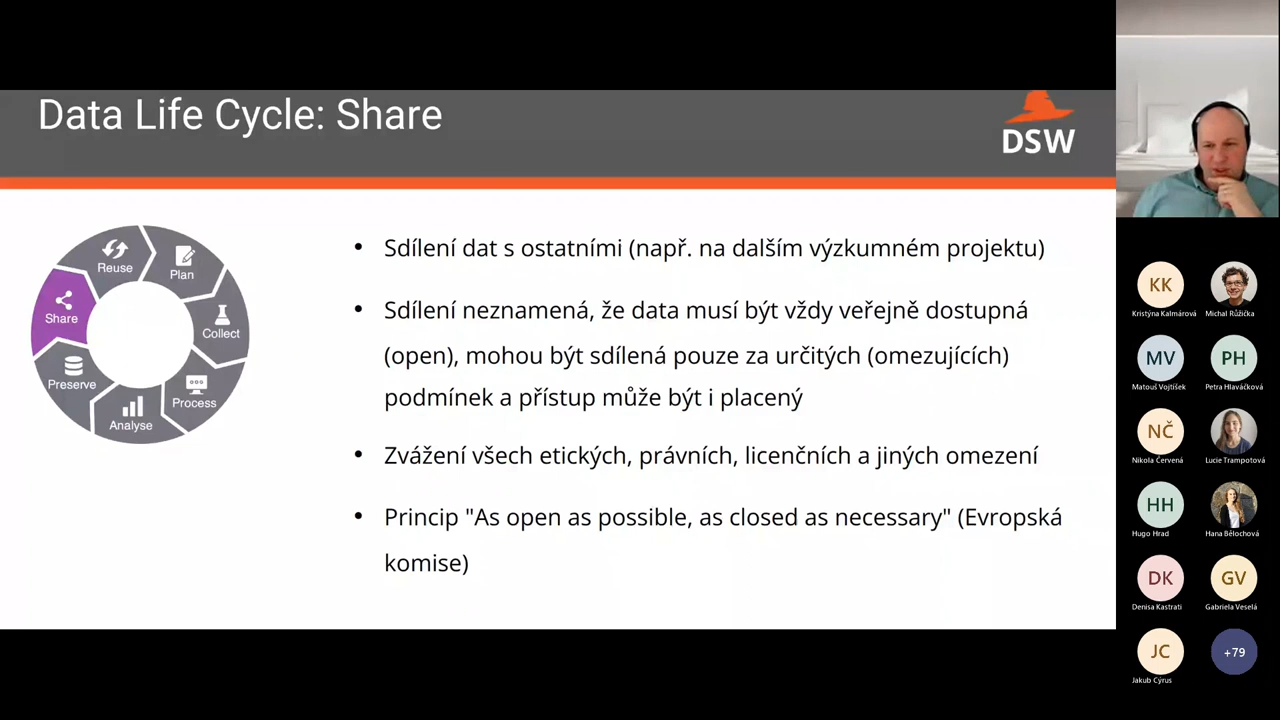 Data Life Cycle: Share
DSW
Reuse
Plan
Share
Collect
Preserve
Process
Analyse
• Sdílení dat s ostatními (např. na dalším výzkumném projektu)
• Sdílení neznamená, že data musí být vždy veřejně dostupná
(open), mohou být sdílená pouze za určitých (omezujících)
podmínek a přístup může být i placený
• Zvážení všech etických, právních, licenčních a jiných omezení
• Princip "As open as possible, as closed as necessary" (Evropská
komise)
KK
Kristýna Kalmárová
Michal Růžička
MV
Matouš Vojtíšek
PH
Petra Hlaváčková
NČ
Nikola Červená
Lucie Trampotová
HH
Hugo Hrad
Hana Bělochová
DK
Denisa Kastrati
GV
Gabriela Veselá
JC
Jakub Cýrus
+79